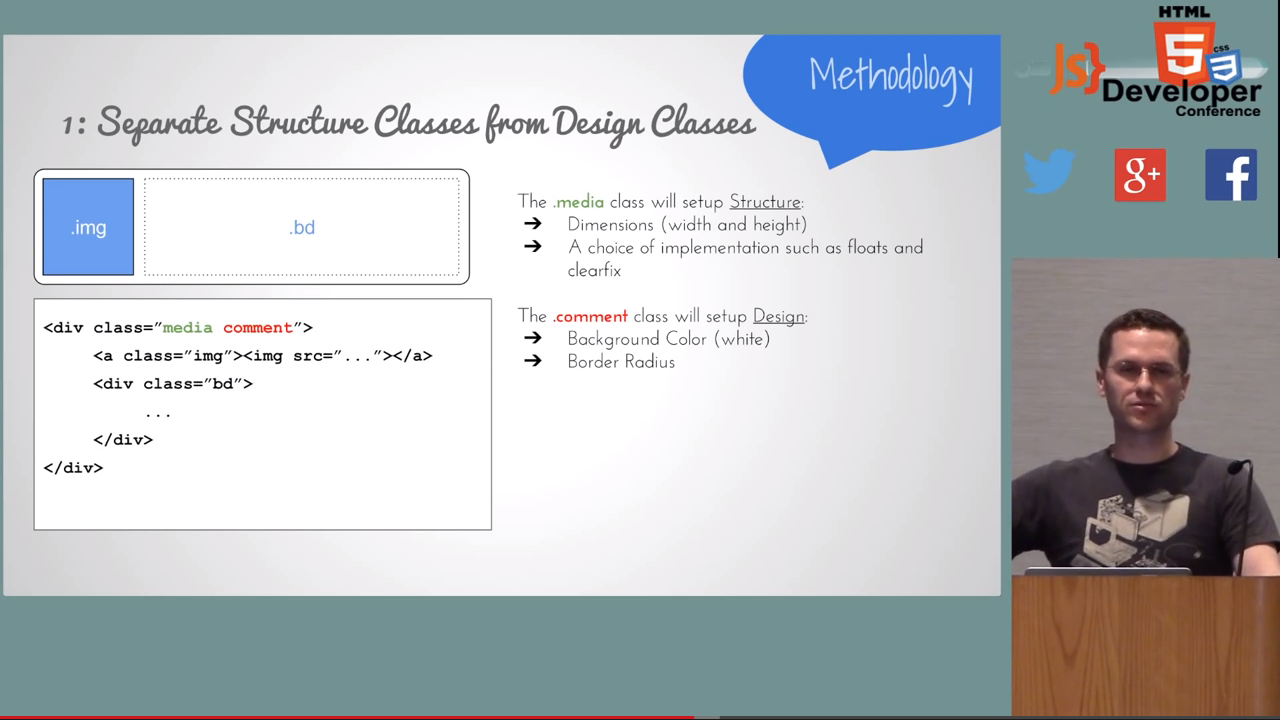 Methodology
1: Separate Structure Classes from Design Classes
.img
.bd
<div class="media comment">
<a class="img"><img src="..."></a>
<div class="bd">
...
</div>
</div>
The .media class will setup Structure:
➔ Dimensions (width and height)
➔ A choice of implementation such as floats and
clearfix
The .comment class will setup Design:
➔ Background Color (white)
➔ Border Radius
HTML
JS}
5
CSS
3
Developer
Conference
g+
f